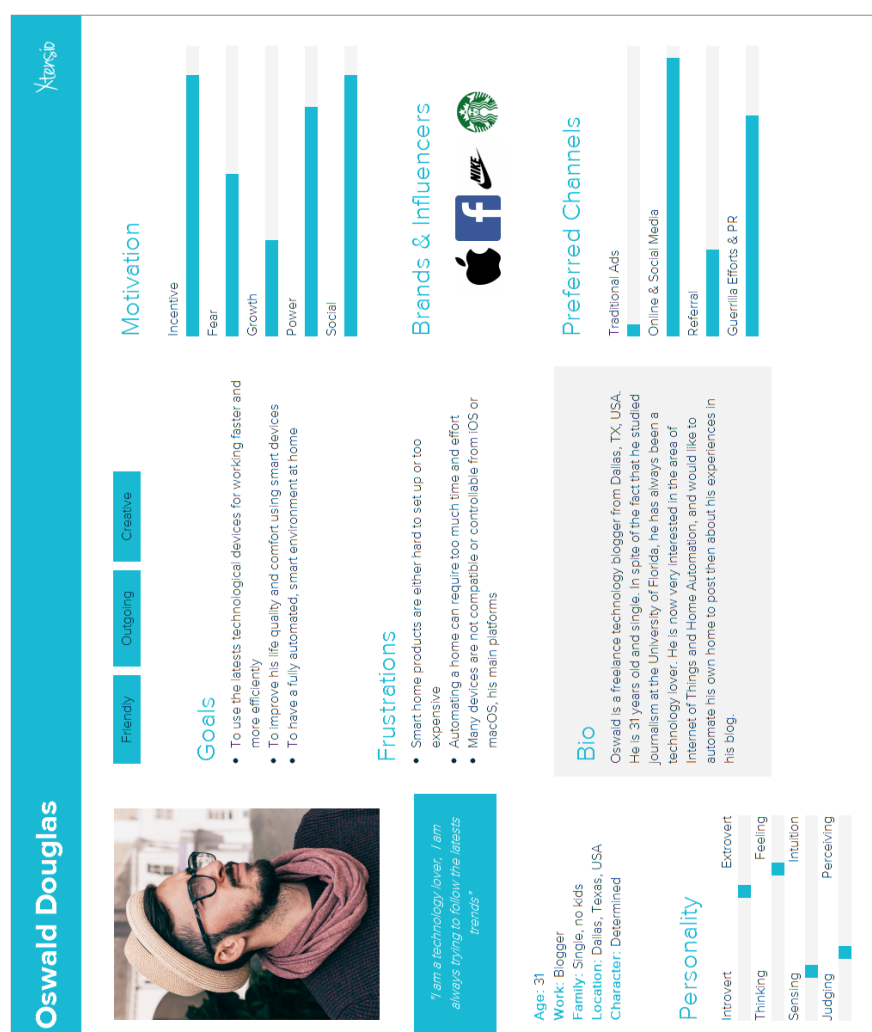 Oswald Douglas
Xtensio
"I am a technology lover, I am
always trying to follow the latests
trends"
Age: 31
Work: Blogger
Family: Single, no kids
Location: Dallas, Texas, USA
Character: Determined
Personality
Introvert Extrovert
Thinking Feeling
Sensing Intuition
Judging Perceiving
Friendly
Outgoing
Creative
Goals
• To use the latests technological devices for working faster and
more efficiently
• To improve his life quality and comfort using smart devices
• To have a fully automated, smart environment at home
Frustrations
• Smart home products are either hard to set up or too
expensive
• Automating a home can require too much time and effort
• Many devices are not compatible or controllable from iOS or
macOS, his main platforms
Bio
Oswald is a freelance technology blogger from Dallas, TX, USA.
He is 31 years old and single. In spite of the fact that he studied
journalism at the University of Florida, he has always been a
technology lover. He is now very interested in the area of
Internet of Things and Home Automation, and would like to
automate his own home to post then about his experiences in
his blog.
Motivation
Incentive
Fear
Growth
Power
Social
Brands & Influencers
f
NIKE
Preferred Channels
Traditional Ads
Online & Social Media
Referral
Guerrilla Efforts & PR